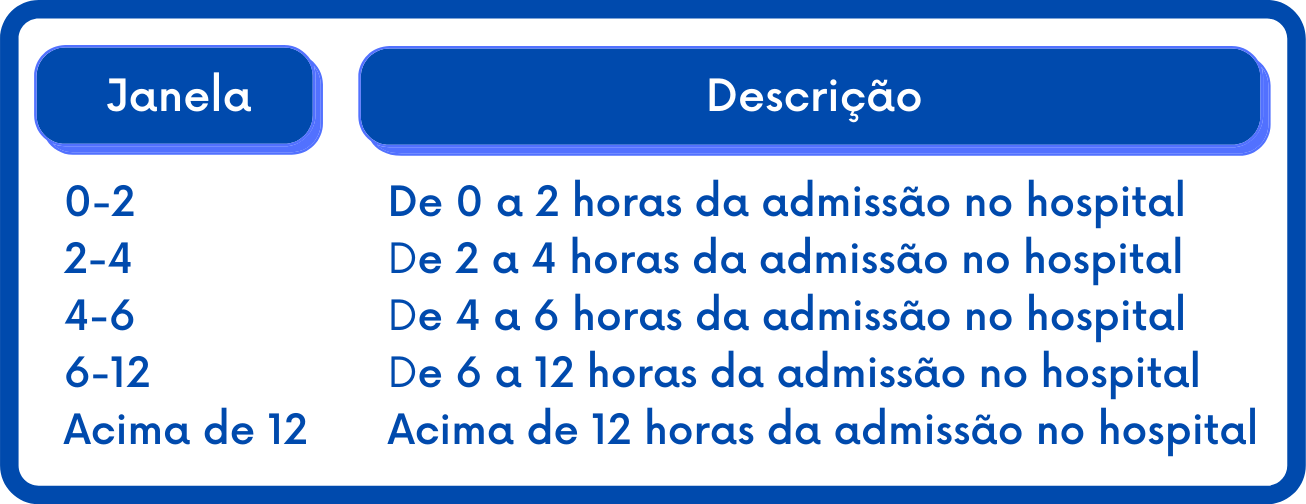 Janela Descrição
0-2 De 0 a 2 horas da admissão no hospital
2-4 De 2 a 4 horas da admissão no hospital
4-6 De 4 a 6 horas da admissão no hospital
6-12 De 6 a 12 horas da admissão no hospital
Acima de 12 Acima de 12 horas da admissão no hospital